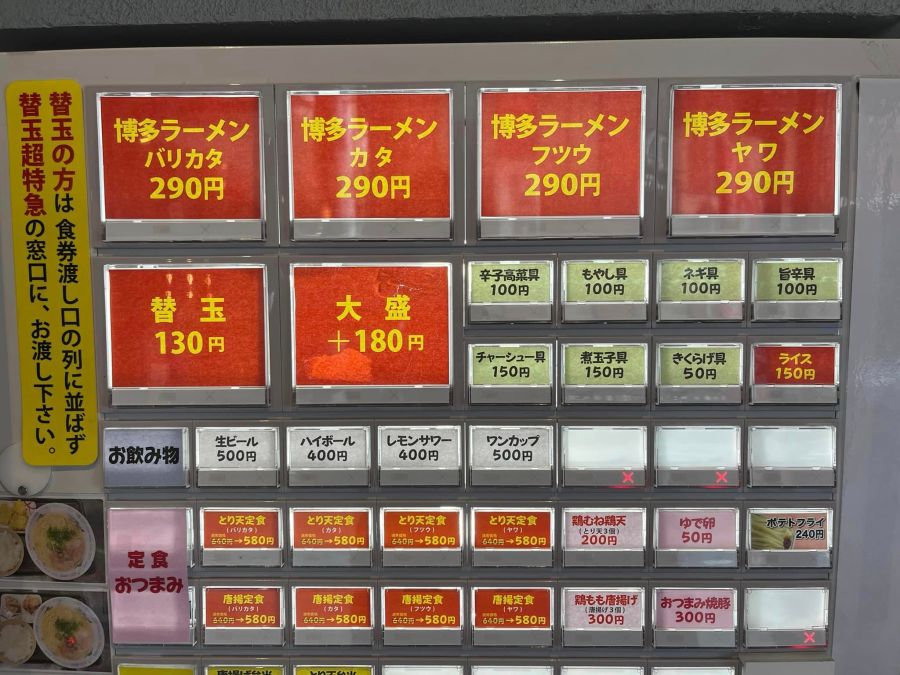 替玉の方は 食券渡し口の列に並ばず
替玉超特急の窓口に、お渡し下さい。
博多ラーメン
バリカタ
290円
博多ラーメン
カタ
290円
博多ラーメン
フツウ
290円
博多ラーメン
ヤワ
290円
替玉
130円
大盛
+180円
辛子高菜具
100円
もやし具
100円
ネギ具
100円
旨辛具
100円
チャーシュー具
150円
煮玉子具
150円
きくらげ具
50円
ライス
150円
お飲み物
生ビール
500円
ハイボール
400円
レモンサワー
400円
ワンカップ
500円
定食
おつまみ
とり天定食
(バリカタ)
640円→580円
とり天定食
(カタ)
640円→580円
とり天定食
(フツウ)
640円→580円
とり天定食
(ヤワ)
640円→580円
鶏むね鶏天
(とり天3個)
200円
ゆで卵
50円
ポテトフライ
240円
唐揚定食
(バリカタ)
640円→580円
唐揚定食
(カタ)
640円→580円
唐揚定食
(フツウ)
640円→580円
唐揚定食
(ヤワ)
640円→580円
鶏もも唐揚げ
(唐揚げ3個)
300円
おつまみ焼豚
300円